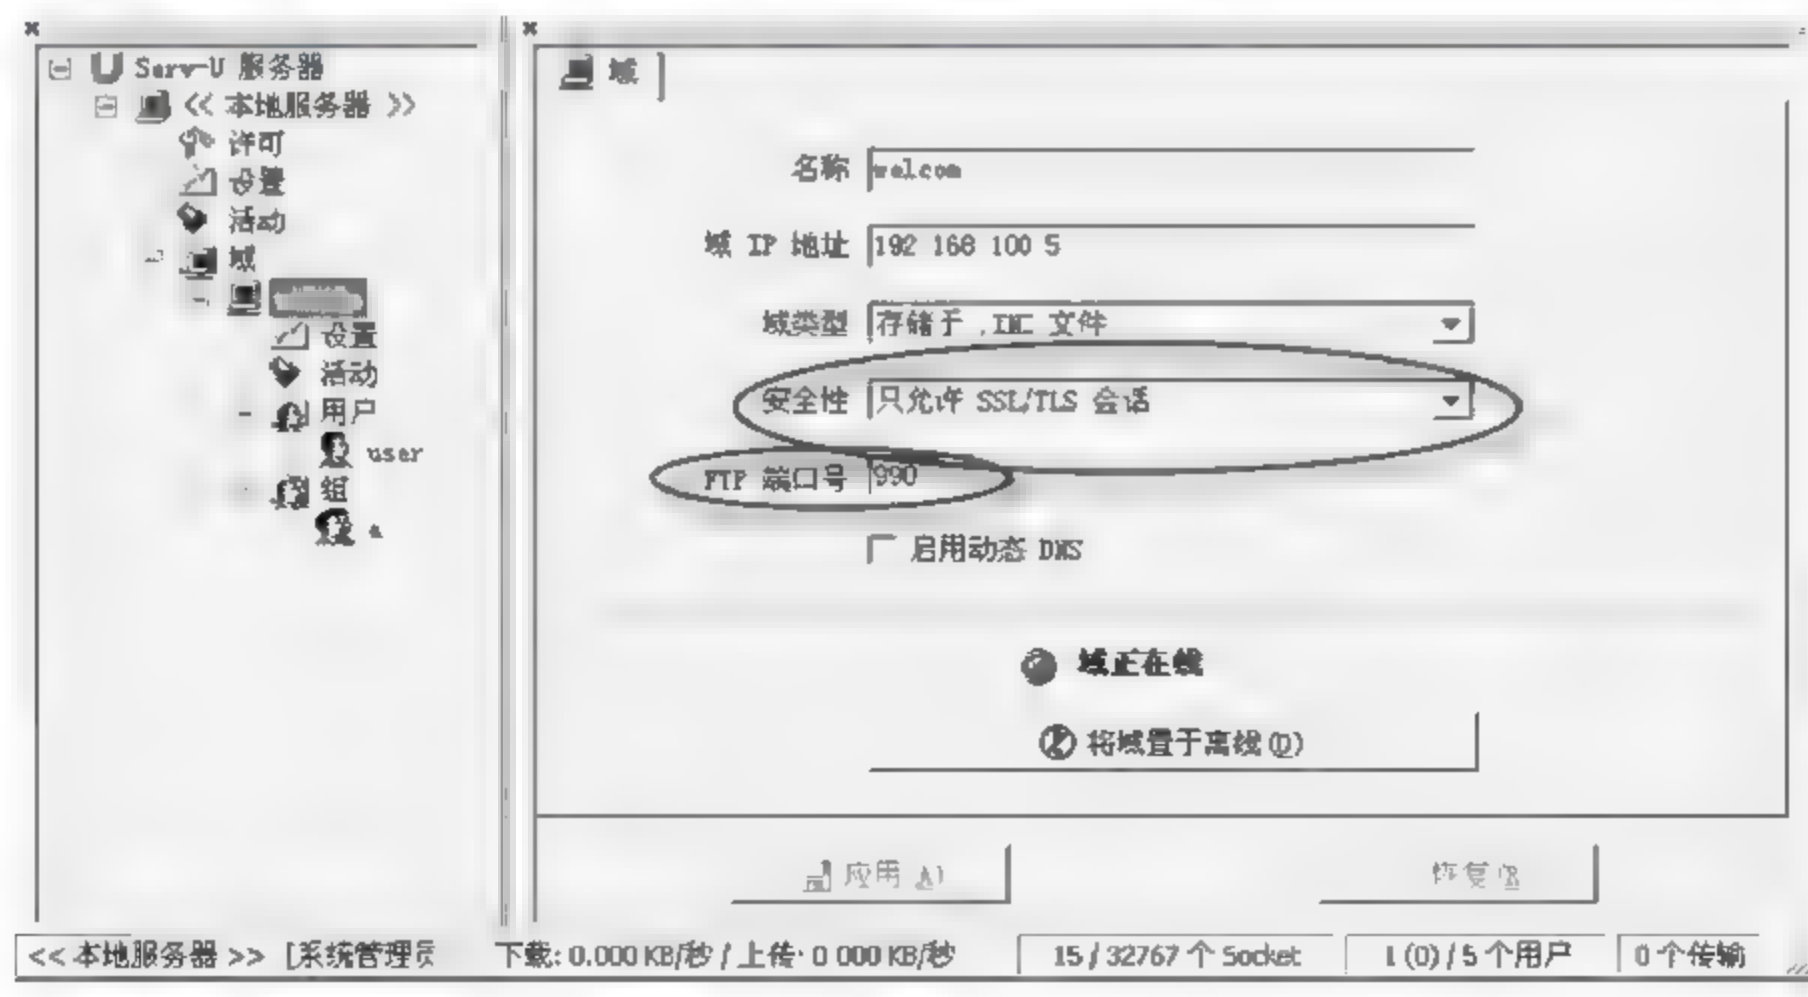 Serv-U 服务器
<< 本地服务器 >>
许可
设置
活动
域
设置
活动
用户
user
组
a
域
名称 welcom
域 IP 地址 192 168 100 5
域类型 存储于 .INI 文件
安全性 只允许 SSL/TLS 会话
FTP 端口号 990
启用动态 DNS
域正在线
将域置于离线(D)
应用 A)
恢复(R
<< 本地服务器 >> [系统管理员 下载: 0.000 KB/秒 / 上传: 0 000 KB/秒 15 / 32767 个 Socket 1 (0) / 5 个用户 0 个传输